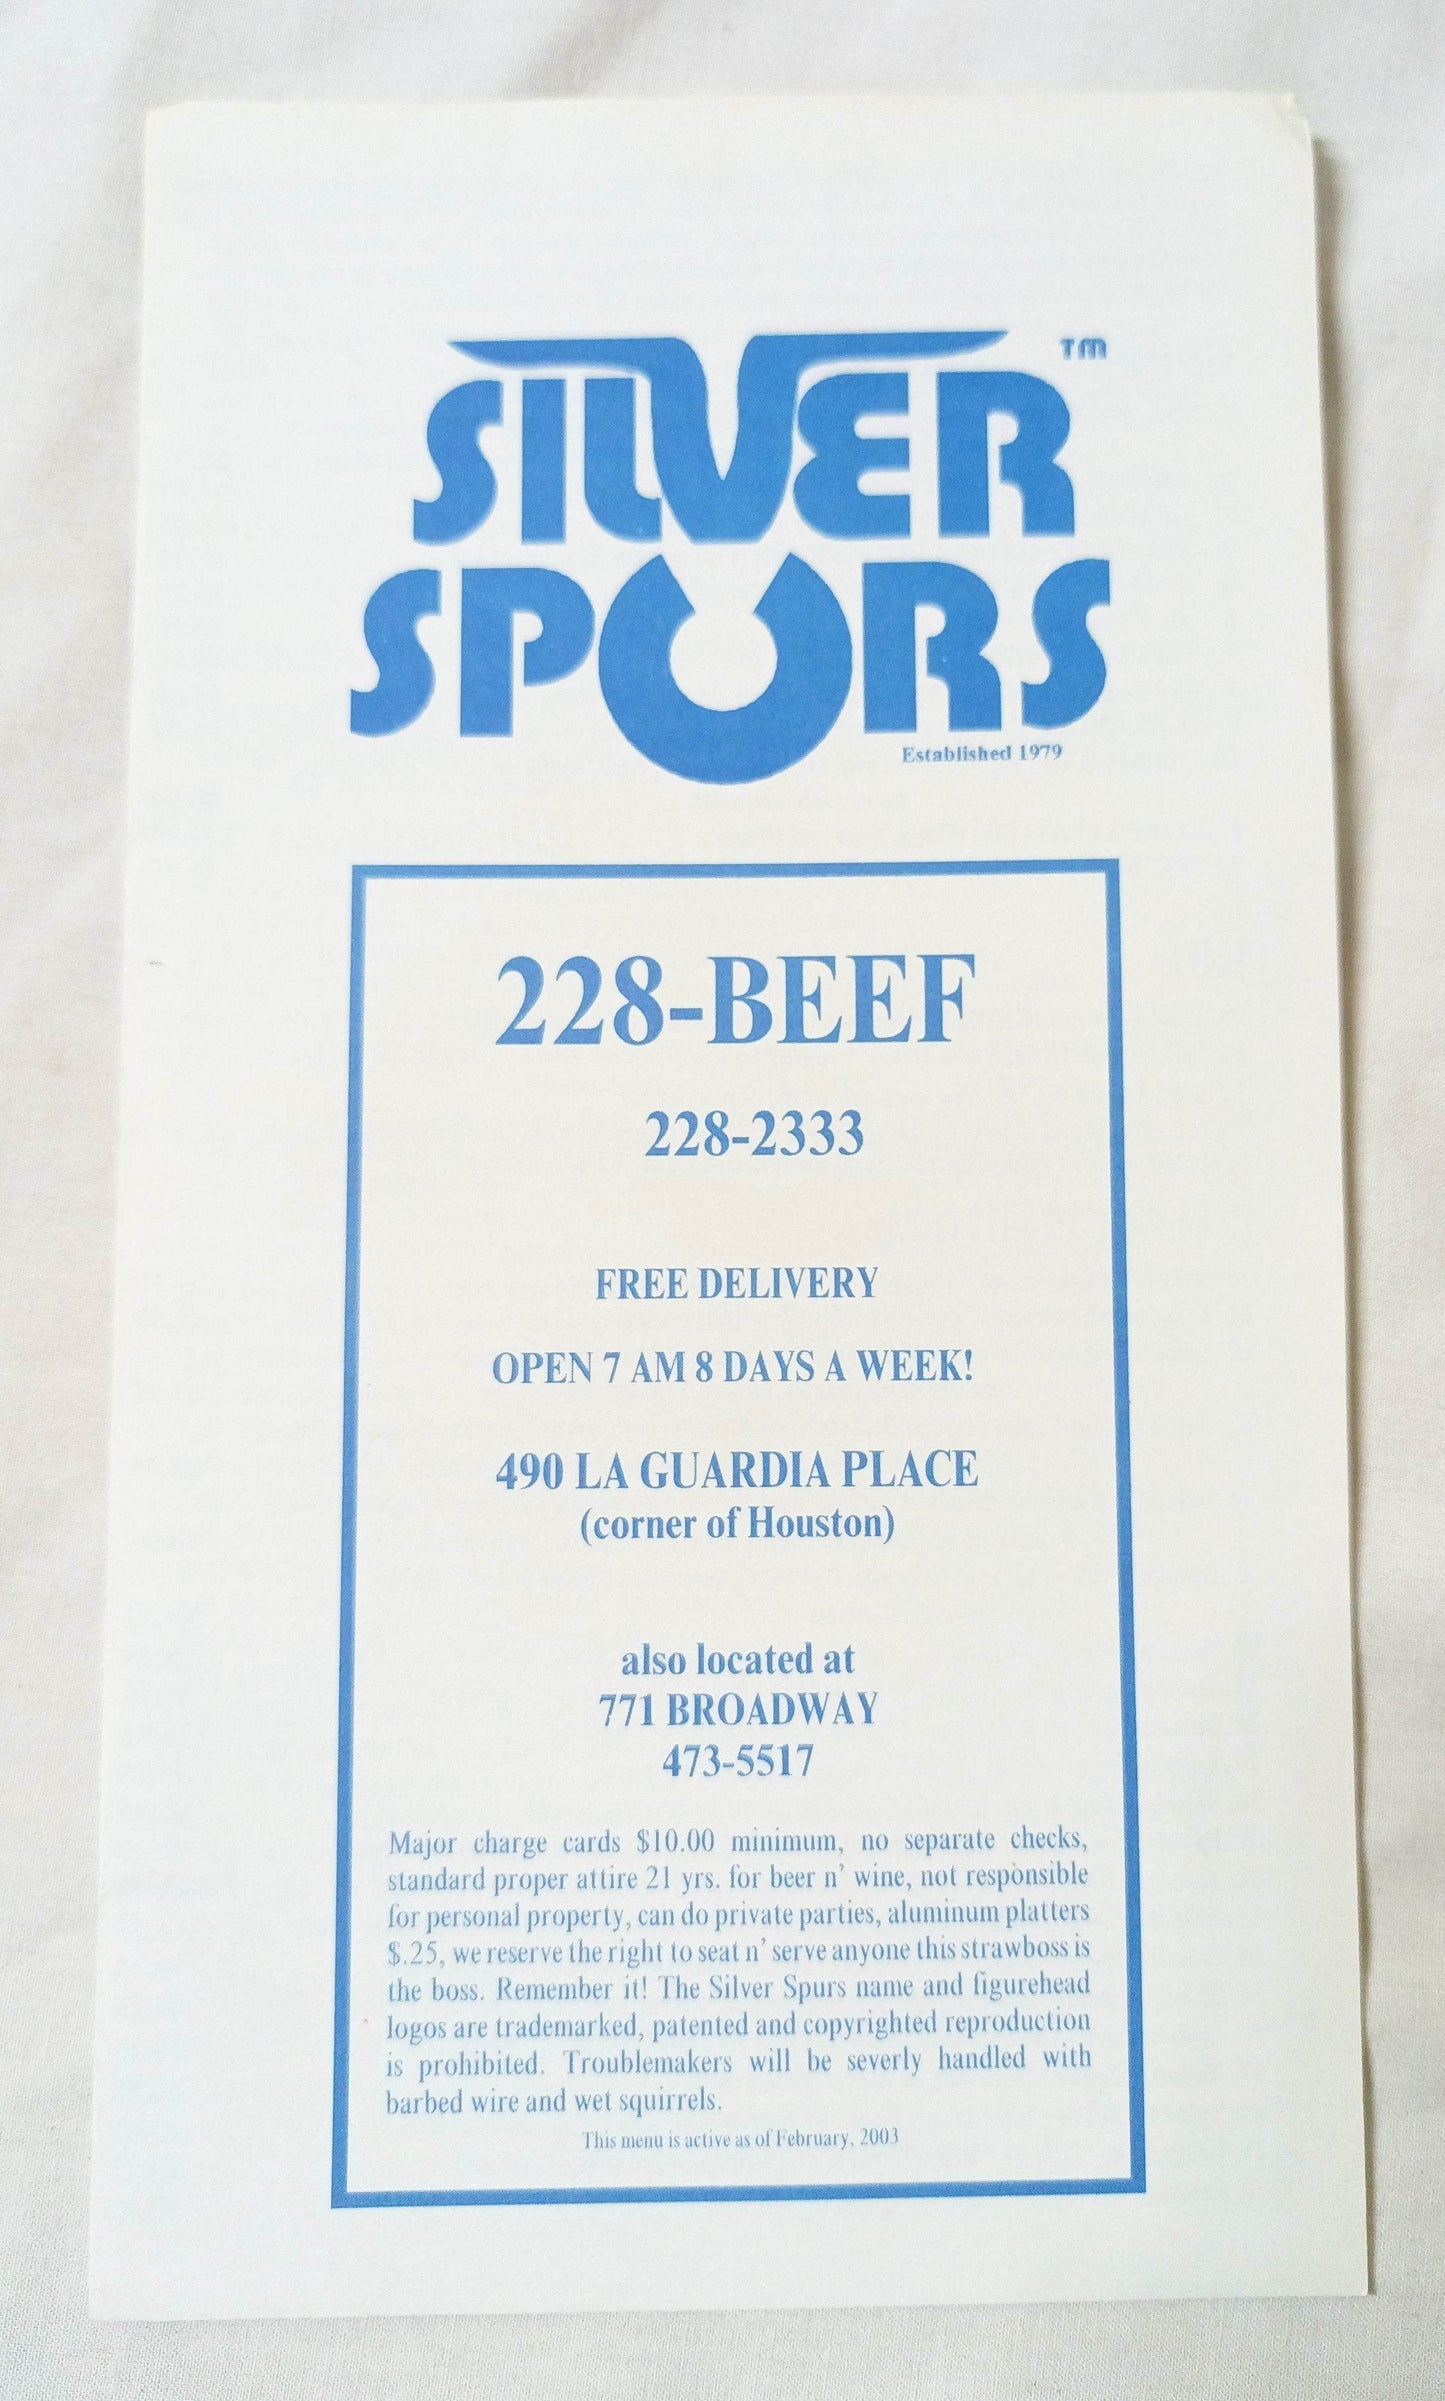 SILVER
TM
SPURS
Established 1979
228-BEEF
228-2333
FREE DELIVERY
OPEN 7 AM 8 DAYS A WEEK!
490 LA GUARDIA PLACE
(corner of Houston)
also located at
771 BROADWAY
473-5517
Major charge cards $10.00 minimum, no separate checks,
standard proper attire 21 yrs. for beer n' wine, not responsible
for personal property, can do private parties, aluminum platters
$.25, we reserve the right to seat n' serve anyone this strawboss is
the boss. Remember it! The Silver Spurs name and figurehead
logos are trademarked, patented and copyrighted reproduction
is prohibited. Troublemakers will be severly handled with
barbed wire and wet squirrels.
This menu is active as of February, 2003